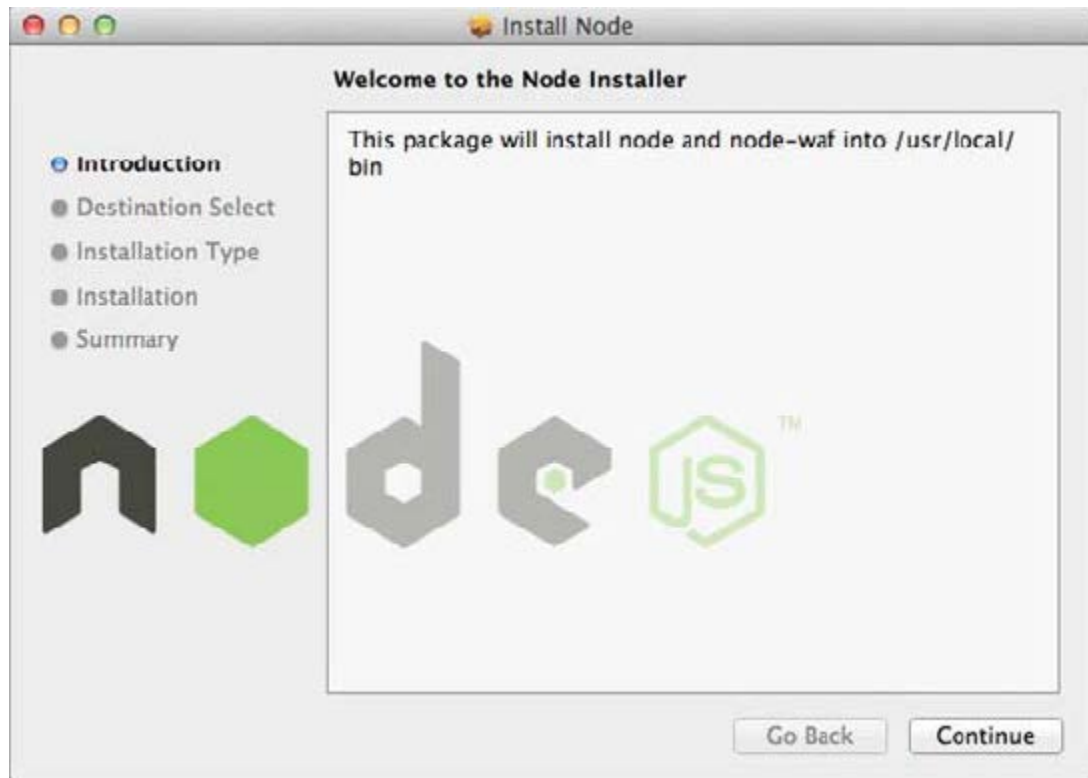 Install Node
Welcome to the Node Installer
This package will install node and node-waf into /usr/local/
bin
Introduction
Destination Select
Installation Type
Installation
Summary
node
JS
TM
Go Back
Continue